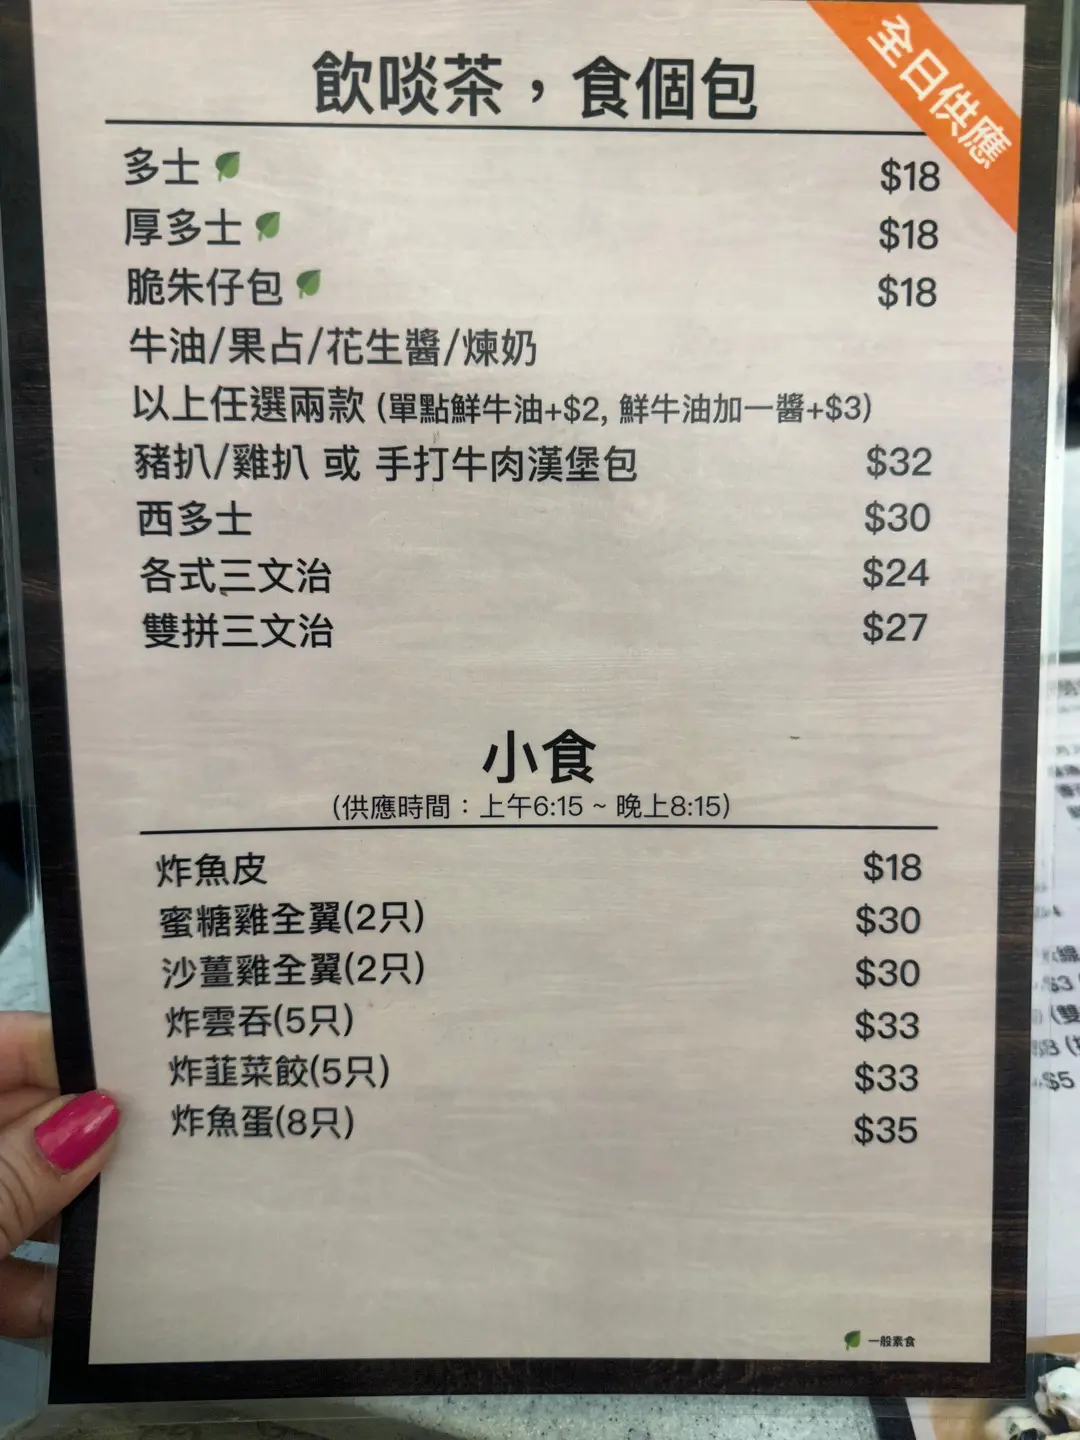 全日供應
飲啖茶，食個包
多士 $18
厚多士 $18
脆朱仔包 $18
牛油/果占/花生醬/煉奶
以上任選兩款 (單點鮮牛油+$2, 鮮牛油加一醬+$3)
豬扒/雞扒 或 手打牛肉漢堡包 $32
西多士 $30
各式三文治 $24
雙拼三文治 $27
小食
(供應時間：上午6:15 ~ 晚上8:15)
炸魚皮 $18
蜜糖雞全翼(2只) $30
沙薑雞全翼(2只) $30
炸雲吞(5只) $33
炸韮菜餃(5只) $33
炸魚蛋(8只) $35
一般素食
線
$3
(雙
$5